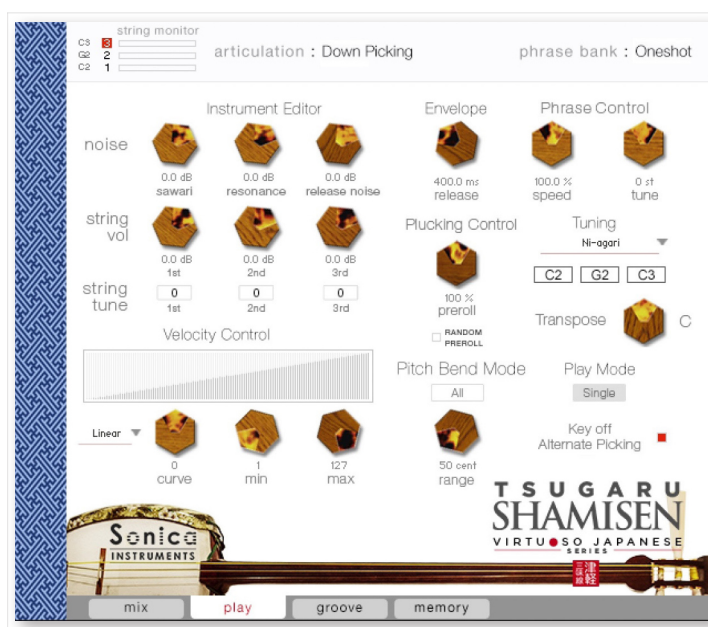 string monitor
C3 3
G2 2
C2 1
articulation : Down Picking
phrase bank : Oneshot
Instrument Editor
Envelope
Phrase Control
noise
0.0 dB 0.0 dB 0.0 dB
sawari resonance release noise
400.0 ms
release
100.0 % 0 st
speed tune
string
vol
0.0 dB 0.0 dB 0.0 dB
1st 2nd 3rd
Plucking Control
100 %
preroll
RANDOM
PREROLL
Tuning
Ni-agari
C2 G2 C3
string
tune
0 0 0
1st 2nd 3rd
Transpose C
Velocity Control
Linear
0 1 127
curve min max
Pitch Bend Mode
All
50 cent
range
Play Mode
Single
Key off
Alternate Picking
TSUGARU
SHAMISEN
VIRTUOSO JAPANESE
SERIES
三味線 津軽
Sonica
INSTRUMENTS
mix play groove memory